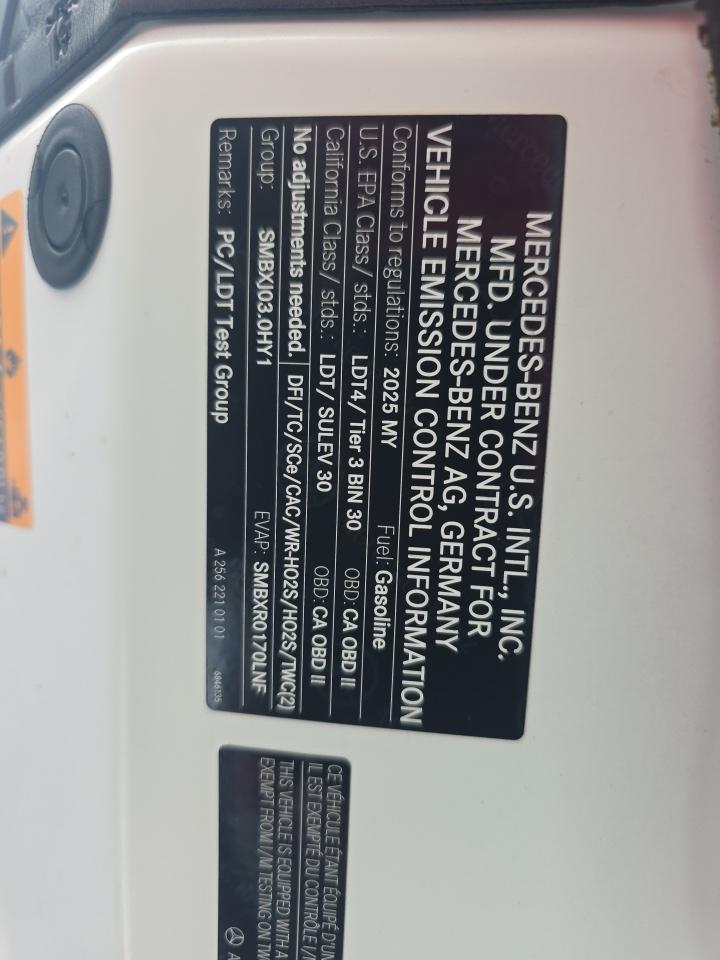 MERCEDES-BENZ U.S. INTL., INC.
MFD. UNDER CONTRACT FOR
MERCEDES-BENZ AG, GERMANY
VEHICLE EMISSION CONTROL INFORMATION
Conforms to regulations: 2025 MY Fuel: Gasoline
U.S. EPA Class/ stds.: LDT4/ Tier 3 BIN 30 OBD: CA OBD II
California Class/ stds.: LDT/ SULEV 30 OBD: CA OBD II
No adjustments needed. DFI/TC/SCe/CAC/WR-HO2S/HO2S/TWC(2)
Group: SMBXJ03.0HY1 EVAP: SMBXR0170LNF
Remarks: PC/LDT Test Group
A 256 221 01 01 6846135
CE VÉHICULE ÉTANT ÉQUIPÉ D'UN
IL EST EXEMPTÉ DU CONTRÔLE I/M
THIS VEHICLE IS EQUIPPED WITH A
EXEMPT FROM I/M TESTING ON TW
A